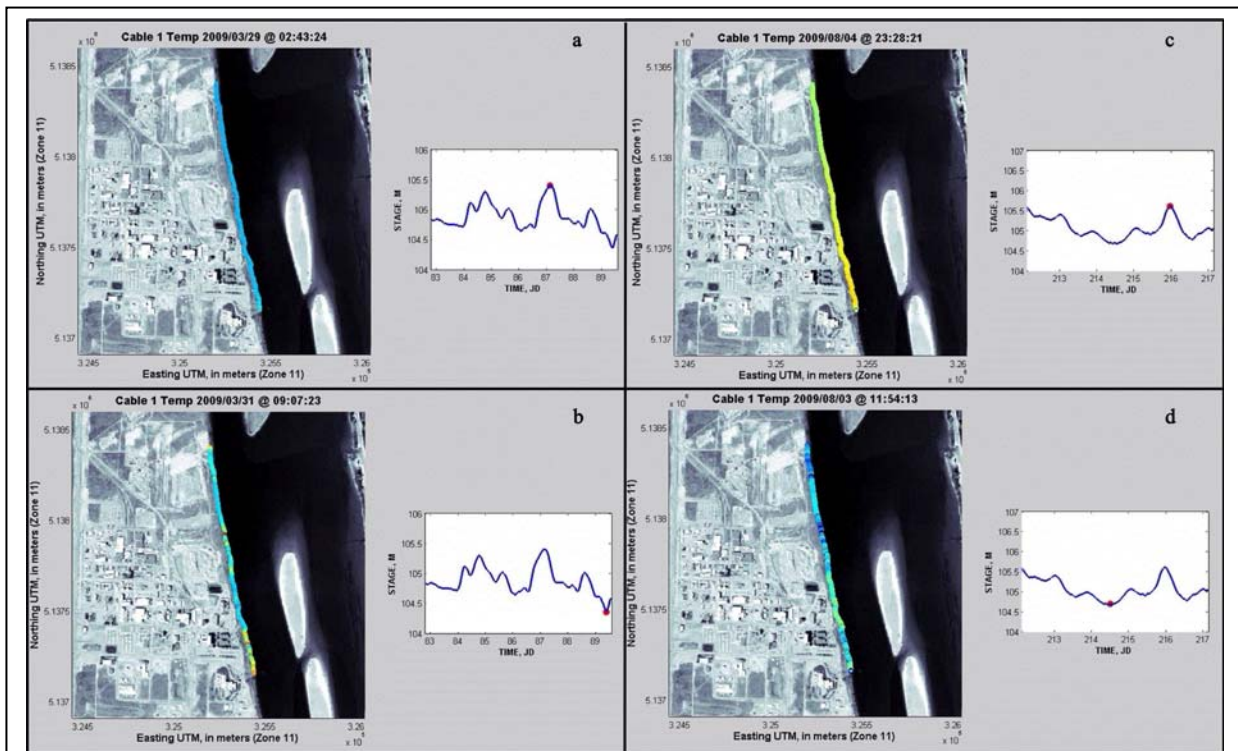 Cable 1 Temp 2009/03/29 @ 02:43:24
a
x 10⁶
5.1385
5.138
5.1375
5.137
Northing UTM, in meters (Zone 11)
3.245 3.25 3.255 3.26
x 10⁵
Easting UTM, in meters (Zone 11)
106
105.5
105
104.5
104
STAGE, M
83 84 85 86 87 88 89
TIME, JD
Cable 1 Temp 2009/08/04 @ 23:28:21
c
x 10⁶
5.1385
5.138
5.1375
5.137
Northing UTM, in meters (Zone 11)
3.245 3.25 3.255 3.26
x 10⁵
Easting UTM, in meters (Zone 11)
107
106.5
106
105.5
105
104.5
104
STAGE, M
213 214 215 216 217
TIME, JD
Cable 1 Temp 2009/03/31 @ 09:07:23
b
x 10⁶
5.1385
5.138
5.1375
5.137
Northing UTM, in meters (Zone 11)
3.245 3.25 3.255 3.26
x 10⁵
Easting UTM, in meters (Zone 11)
106
105.5
105
104.5
104
STAGE, M
83 84 85 86 87 88 89
TIME, JD
Cable 1 Temp 2009/08/03 @ 11:54:13
d
x 10⁶
5.1385
5.138
5.1375
5.137
Northing UTM, in meters (Zone 11)
3.245 3.25 3.255 3.26
x 10⁵
Easting UTM, in meters (Zone 11)
107
106.5
106
105.5
105
104.5
104
STAGE, M
213 214 215 216 217
TIME, JD